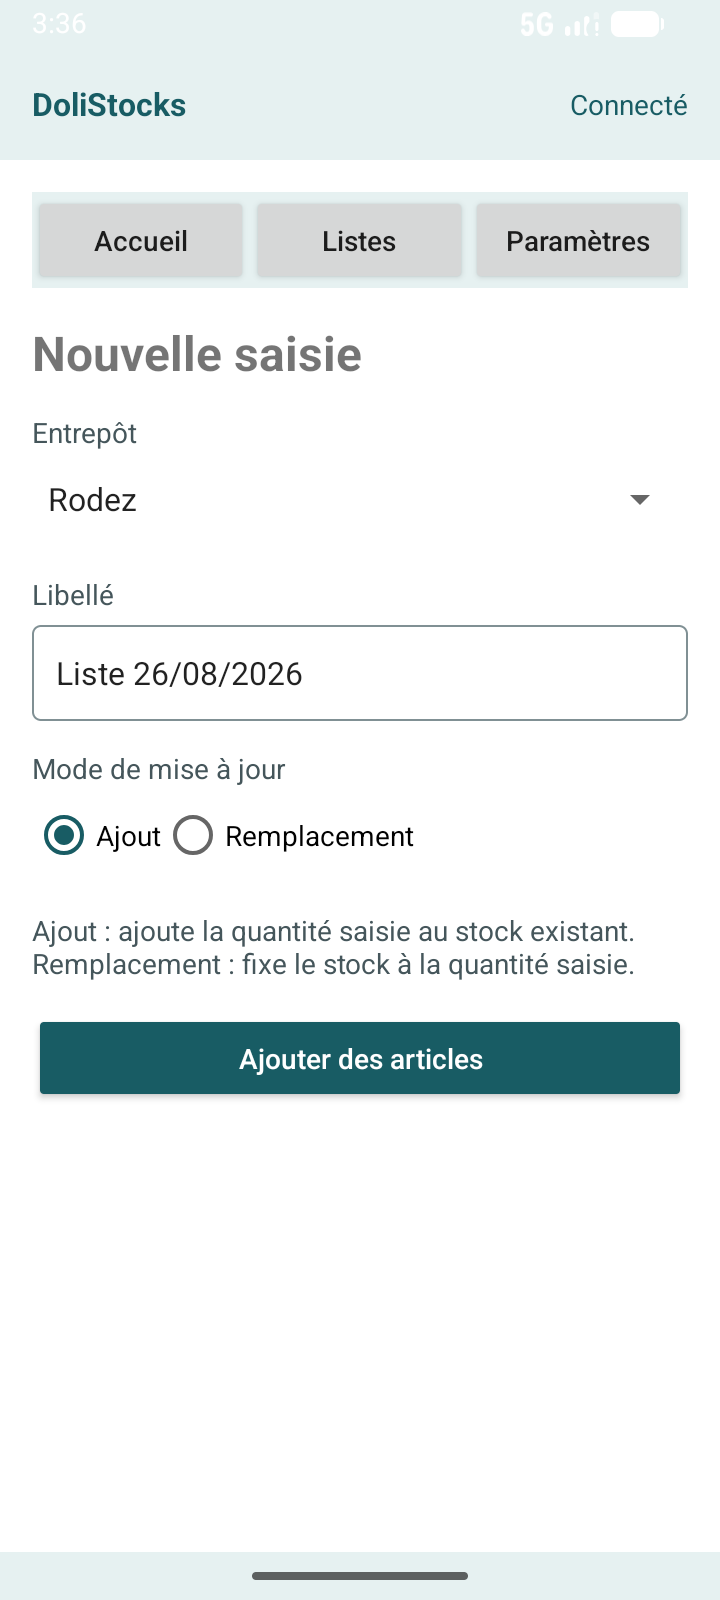 3:36 5G
DoliStocks Connecté
Accueil Listes Paramètres
Nouvelle saisie
Entrepôt
Rodez
Libellé
Liste 26/08/2026
Mode de mise à jour
Ajout Remplacement
Ajout : ajoute la quantité saisie au stock existant.
Remplacement : fixe le stock à la quantité saisie.
Ajouter des articles